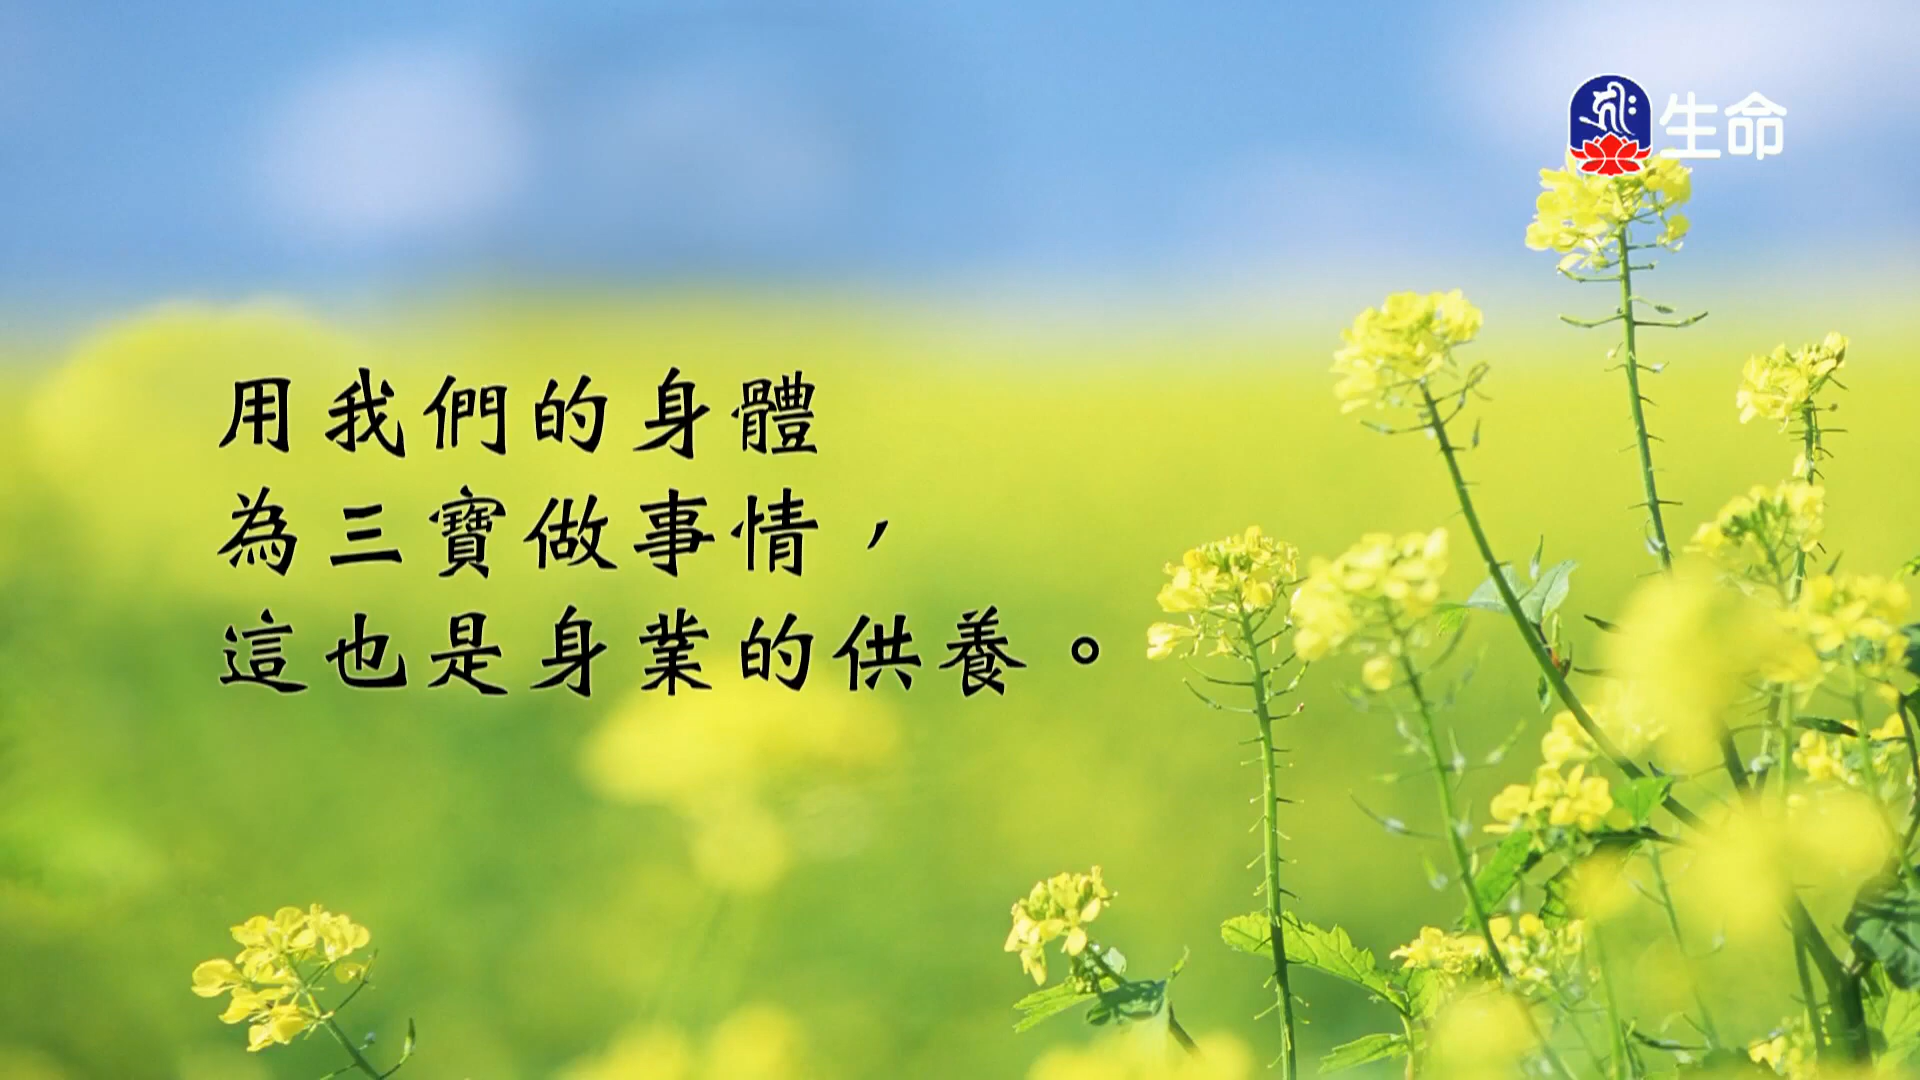 生命
用我們的身體
為三寶做事情，
這也是身業的供養。